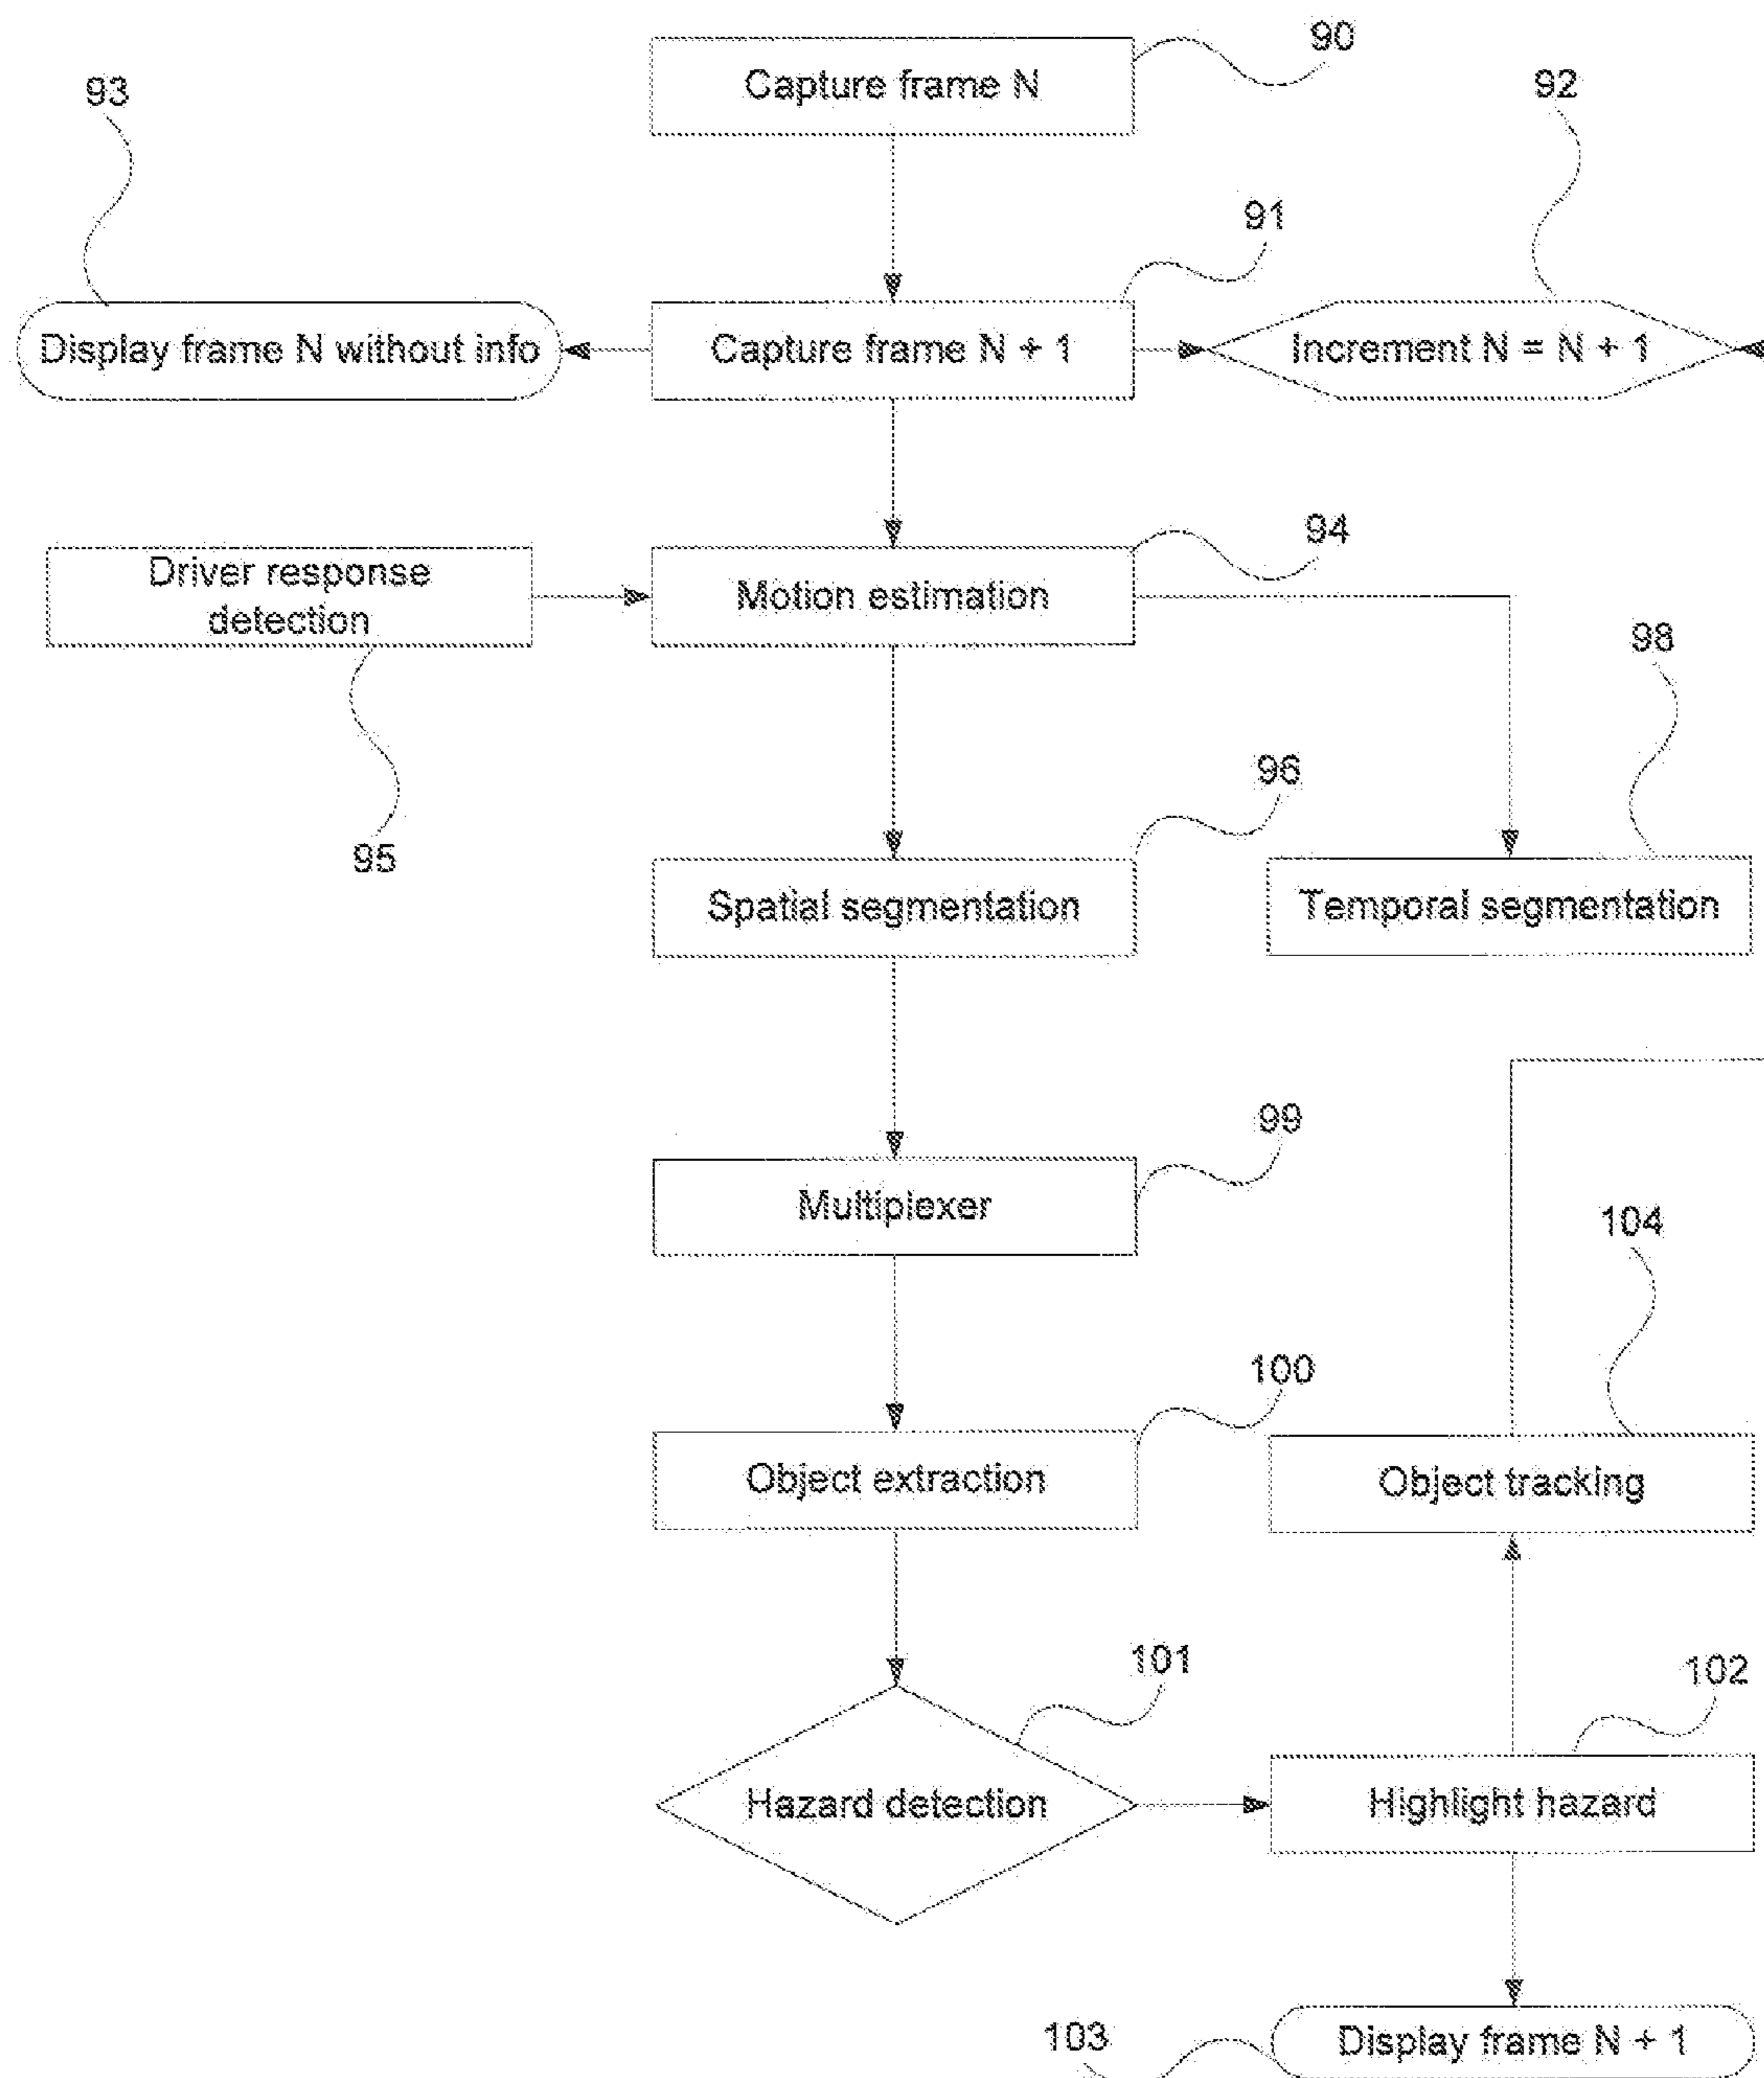 90
Capture frame N
93
92
91
Display frame N without info
Capture frame N + 1
Increment N = N + 1
94
Driver response
detection
Motion estimation
98
96
95
Spatial segmentation
Temporal segmentation
99
Multiplexer
104
100
Object extraction
Object tracking
101
102
Hazard detection
Highlight hazard
103
Display frame N + 1